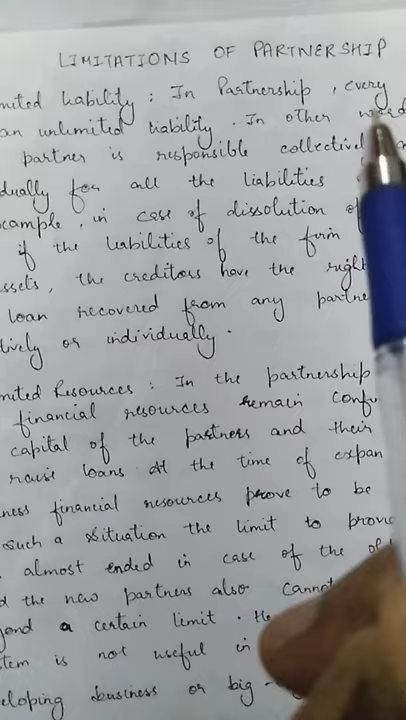 LIMITATIONS OF PARTNERSHIP
mited liability : In Partnership , every
an unlimited liability . In other
partner is responsible collectivel
dually for all the liabilities
xample , in case of dissolution of
if the liabilities of the firm
ssets , the creditors have the righ
loan recovered from any partne
tively or individually .
mited Resources : In the partnership
financial resources remain conf
capital of the partners and their
raise loans At the time of expan
ness financial resources prove to be
such a situation the limit to provi
almost ended in case of the ol
d the new partners also cannot
yond a certain limit . He
tem is not useful in
eloping business or big -